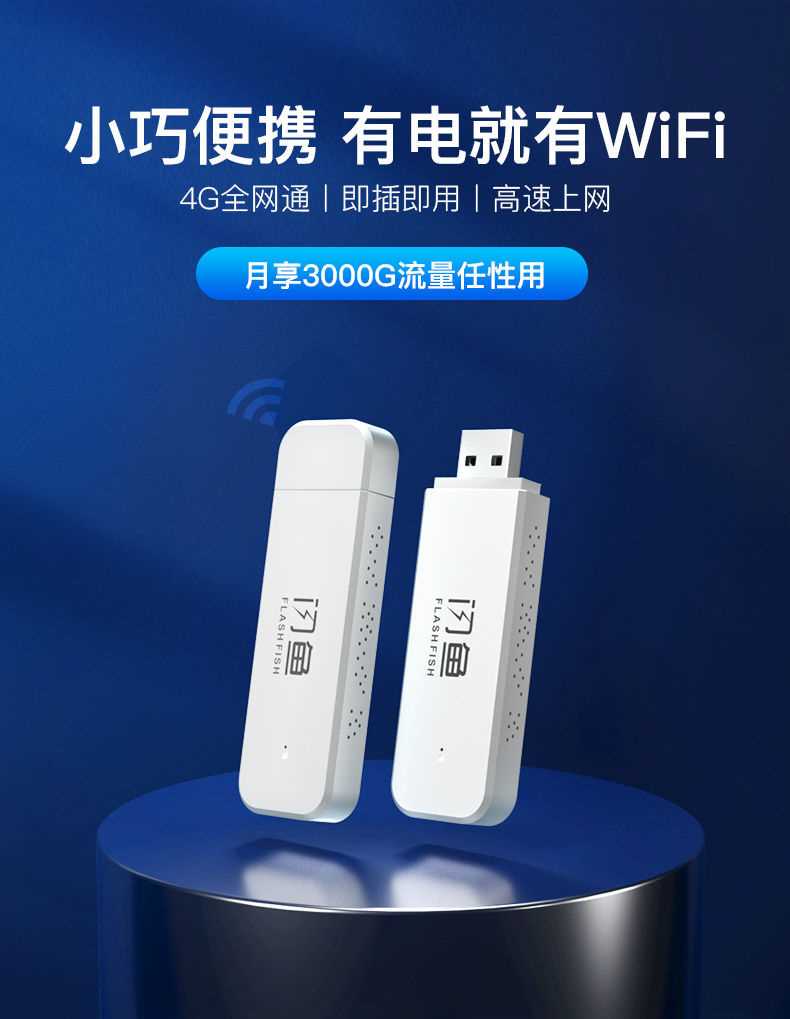 小巧便携 有电就有WiFi
4G全网通 | 即插即用 | 高速上网
月享3000G流量任性用
闪鱼
FLASHFISH
闪鱼
FLASHFISH